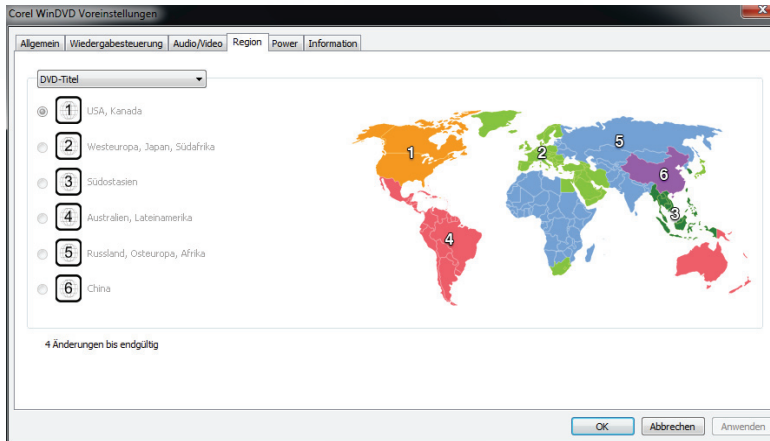 Corel WinDVD Voreinstellungen
Allgemein Wiedergabesteuerung Audio/Video Region Power Information
DVD-Titel
1 USA, Kanada
2 Westeuropa, Japan, Südafrika
3 Südostasien
4 Australien, Lateinamerika
5 Russland, Osteuropa, Afrika
6 China
1
2
5
6
3
4
4 Änderungen bis endgültig
OK Abbrechen Anwenden